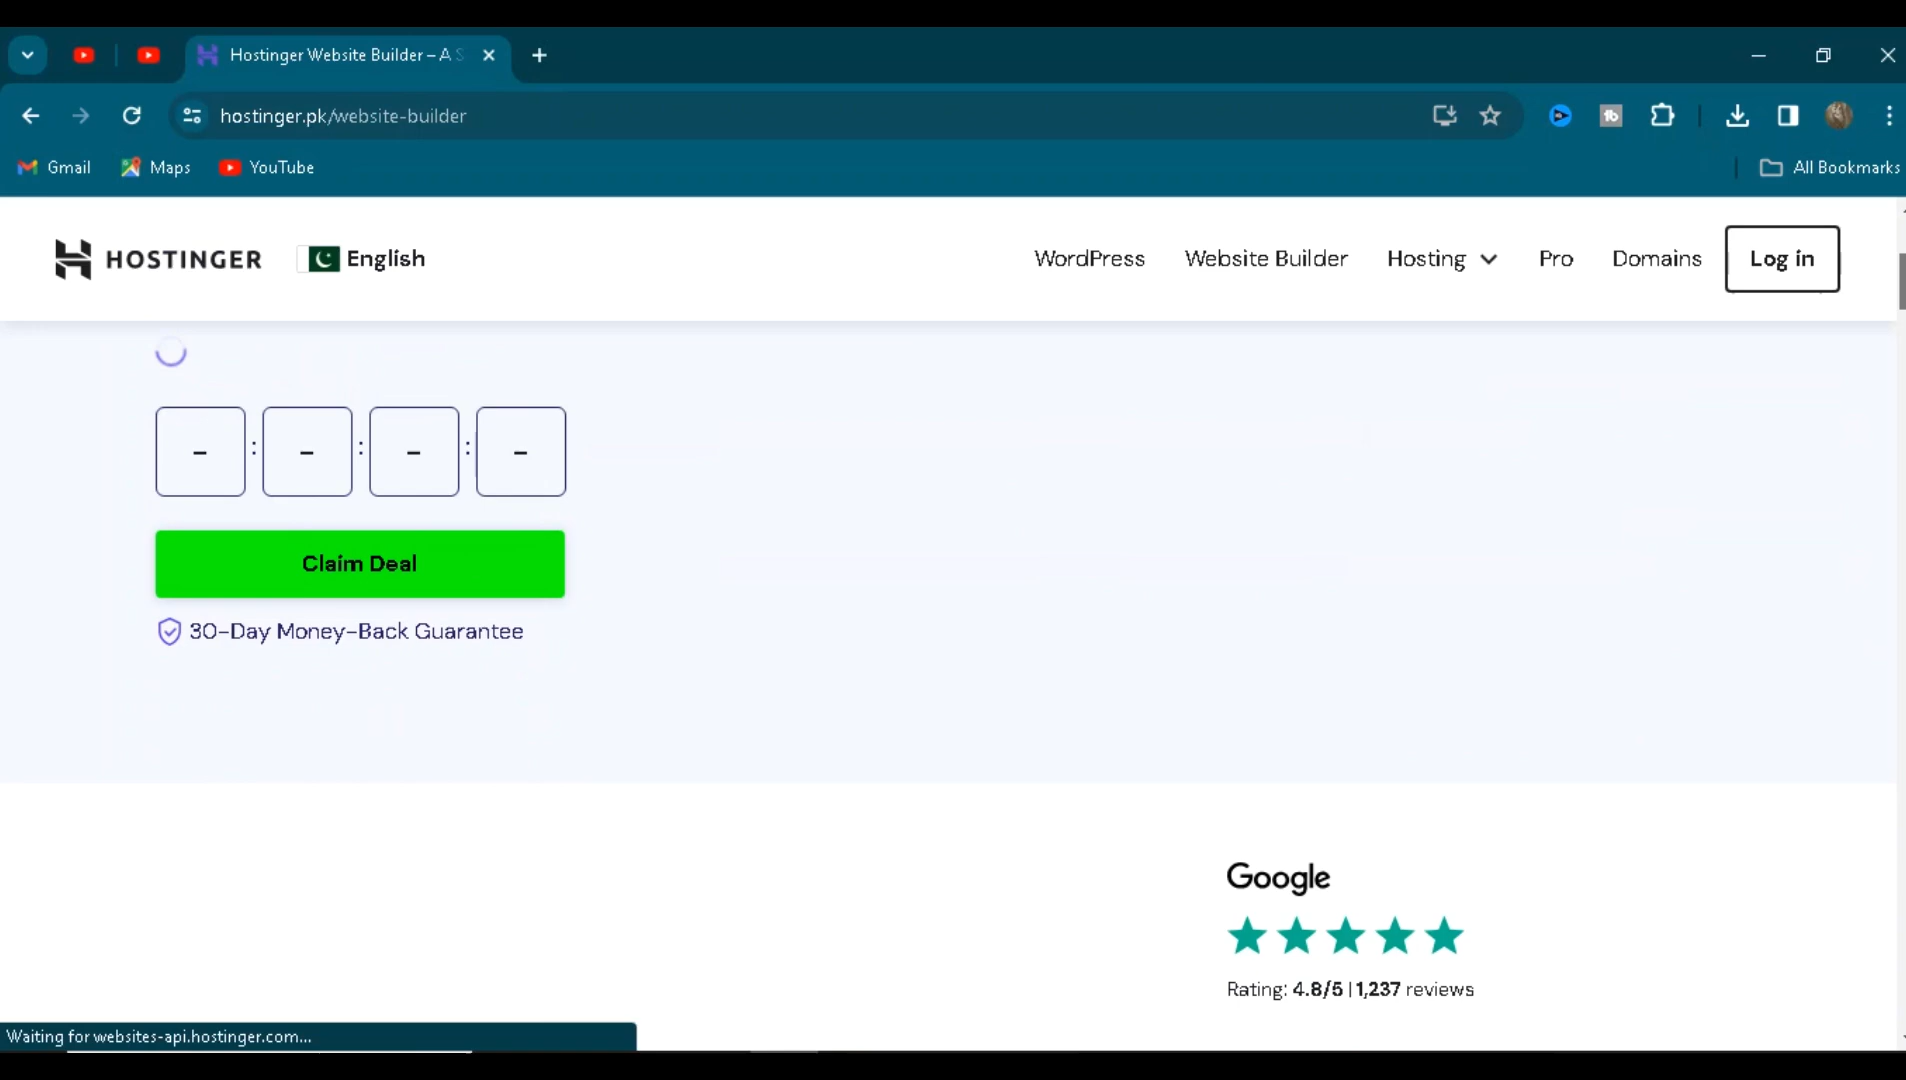 Hostinger Website Builder – A S
hostinger.pk/website-builder
Gmail
Maps
YouTube
All Bookmarks
HOSTINGER
English
WordPress
Website Builder
Hosting
Pro
Domains
Log in
- : - : - : -
Claim Deal
30-Day Money-Back Guarantee
Google
Rating: 4.8/5 | 1,237 reviews
Waiting for websites-api.hostinger.com...